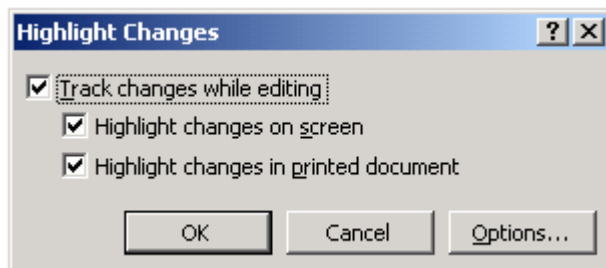 Highlight Changes
Track changes while editing
Highlight changes on screen
Highlight changes in printed document
OK Cancel Options...